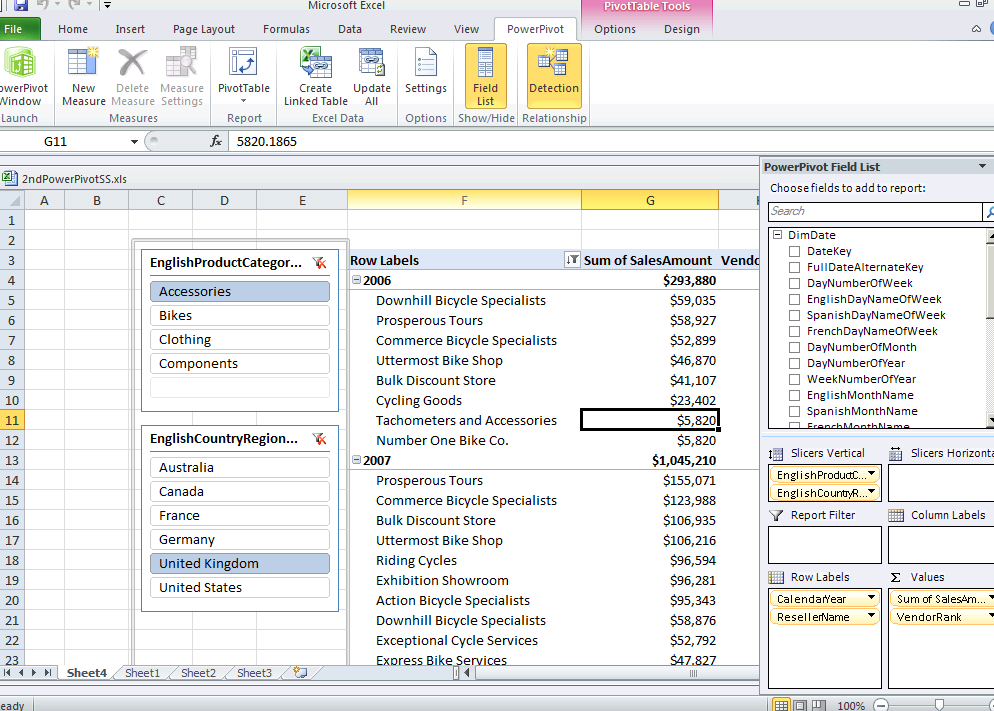 Microsoft Excel
PivotTable Tools
File Home Insert Page Layout Formulas Data Review View PowerPivot Options Design
owerPivot Window
New Measure
Delete Measure
Measure Settings
PivotTable
Create Linked Table
Update All
Settings
Field List
Detection
Launch Measures Report Excel Data Options Show/Hide Relationship
G11 fx 5820.1865
2ndPowerPivotSS.xls
A B C D E F G
1
2
3 Row Labels Sum of SalesAmount Vendo
4 2006 $293,880
5 Downhill Bicycle Specialists $59,035
6 Prosperous Tours $58,927
7 Commerce Bicycle Specialists $52,899
8 Uttermost Bike Shop $46,870
9 Bulk Discount Store $41,107
10 Cycling Goods $23,402
11 Tachometers and Accessories $5,820
12 Number One Bike Co. $5,820
13 2007 $1,045,210
14 Prosperous Tours $155,071
15 Commerce Bicycle Specialists $123,988
16 Bulk Discount Store $106,935
17 Uttermost Bike Shop $106,216
18 Riding Cycles $96,594
19 Exhibition Showroom $96,281
20 Action Bicycle Specialists $95,343
21 Downhill Bicycle Specialists $58,876
22 Exceptional Cycle Services $52,792
23 Express Bike Services $47,827
EnglishProductCategor...
Accessories
Bikes
Clothing
Components
EnglishCountryRegion...
Australia
Canada
France
Germany
United Kingdom
United States
PowerPivot Field List
Choose fields to add to report:
Search
DimDate
DateKey
FullDateAlternateKey
DayNumberOfWeek
EnglishDayNameOfWeek
SpanishDayNameOfWeek
FrenchDayNameOfWeek
DayNumberOfMonth
DayNumberOfYear
WeekNumberOfYear
EnglishMonthName
SpanishMonthName
FrenchMonthName
Slicers Vertical Slicers Horizonta
EnglishProductC...
EnglishCountryR...
Report Filter Column Labels
Row Labels Σ Values
CalendarYear Sum of SalesAm...
ResellerName VendorRank
Sheet4 Sheet1 Sheet2 Sheet3
eady 100%